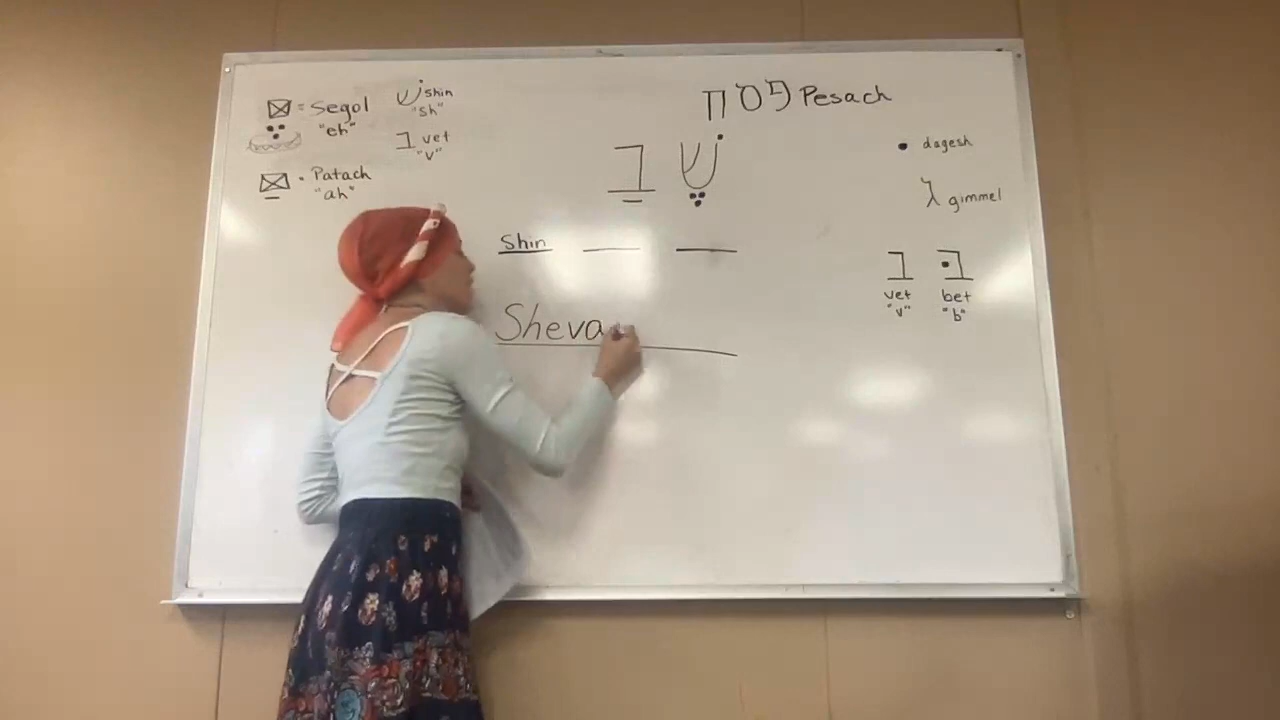 = Segol
"eh"
שׁ shin
"sh"
ב vet
"v"
Patach
"ah"
פסח Pesach
שֶׁבַ
Shin
Sheva
dagesh
ג gimmel
ב בּ
vet bet
"v" "b"